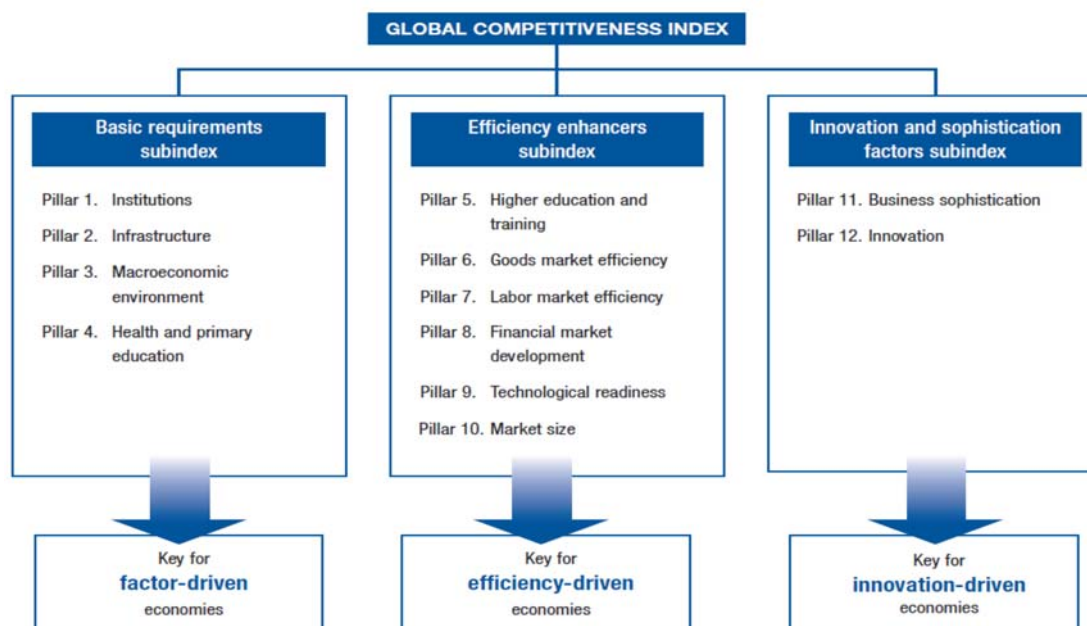 GLOBAL COMPETITIVENESS INDEX
Basic requirements
subindex
Pillar 1. Institutions
Pillar 2. Infrastructure
Pillar 3. Macroeconomic
environment
Pillar 4. Health and primary
education
Key for
factor-driven
economies
Efficiency enhancers
subindex
Pillar 5. Higher education and
training
Pillar 6. Goods market efficiency
Pillar 7. Labor market efficiency
Pillar 8. Financial market
development
Pillar 9. Technological readiness
Pillar 10. Market size
Key for
efficiency-driven
economies
Innovation and sophistication
factors subindex
Pillar 11. Business sophistication
Pillar 12. Innovation
Key for
innovation-driven
economies